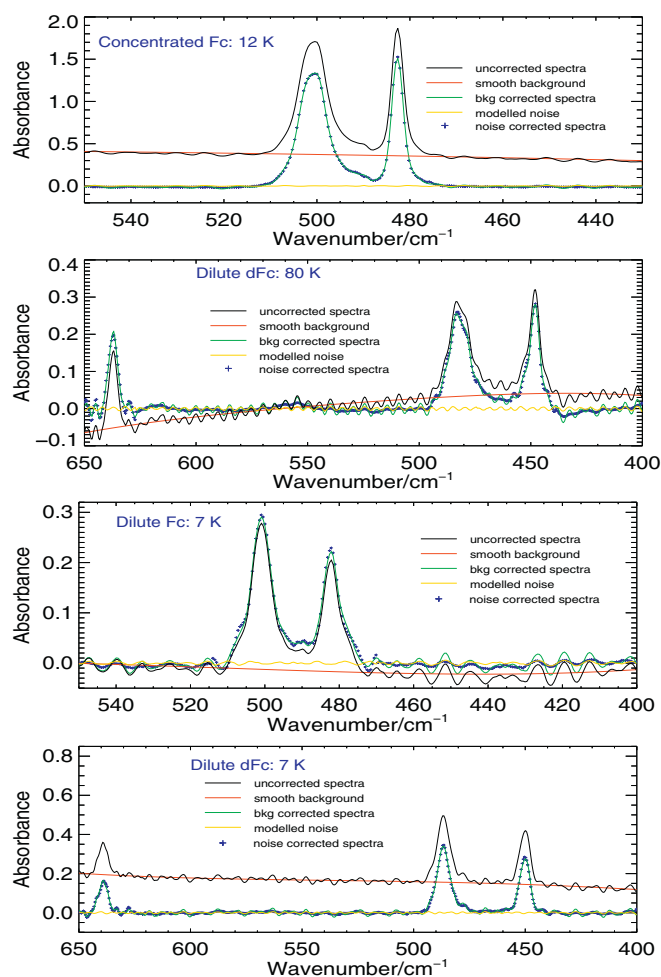 Concentrated Fc: 12 K
uncorrected spectra
smooth background
bkg corrected spectra
modelled noise
noise corrected spectra
Absorbance
2.0
1.5
1.0
0.5
0.0
540 520 500 480 460 440
Wavenumber/cm−1
Dilute dFc: 80 K
uncorrected spectra
smooth background
bkg corrected spectra
modelled noise
noise corrected spectra
Absorbance
0.4
0.3
0.2
0.1
0.0
−0.1
650 600 550 500 450 400
Wavenumber/cm−1
Dilute Fc: 7 K
uncorrected spectra
smooth background
bkg corrected spectra
modelled noise
noise corrected spectra
Absorbance
0.3
0.2
0.1
0.0
540 520 500 480 460 440 420 400
Wavenumber/cm−1
Dilute dFc: 7 K
uncorrected spectra
smooth background
bkg corrected spectra
modelled noise
noise corrected spectra
Absorbance
0.8
0.6
0.4
0.2
0.0
650 600 550 500 450 400
Wavenumber/cm−1